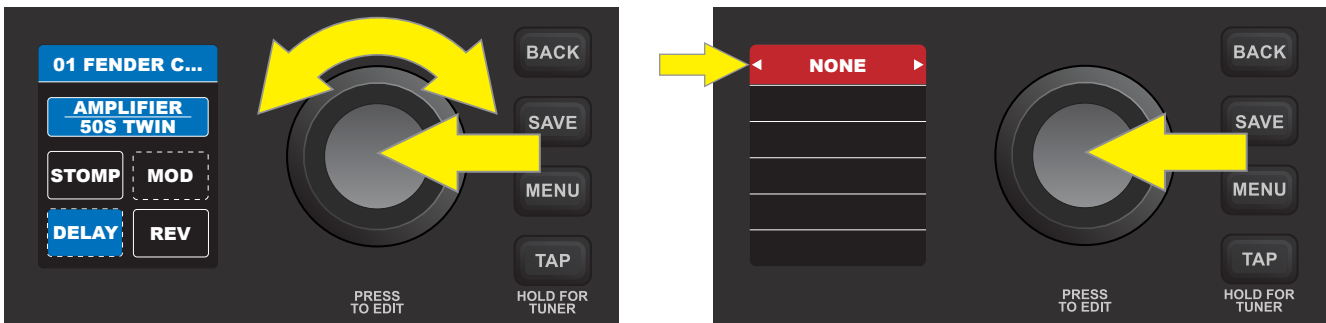 01 FENDER C...
AMPLIFIER
50S TWIN
STOMP
MOD
DELAY
REV
PRESS
TO EDIT
BACK
SAVE
MENU
TAP
HOLD FOR
TUNER
NONE
PRESS
TO EDIT
BACK
SAVE
MENU
TAP
HOLD FOR
TUNER